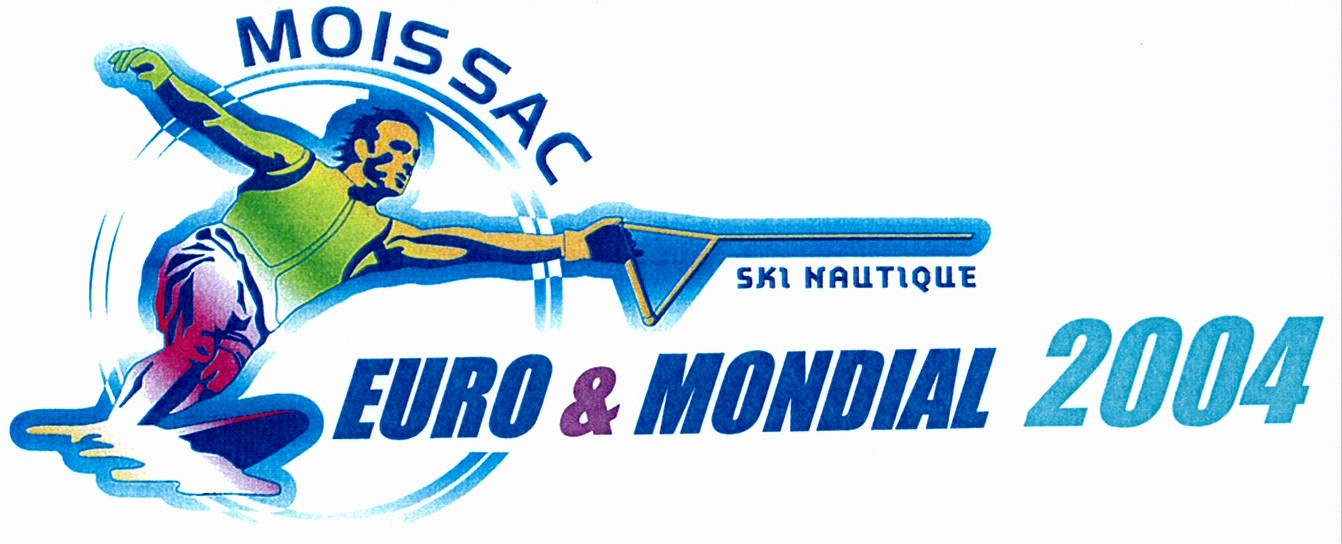 MOISSAC
SKI NAUTIQUE
EURO & MONDIAL 2004